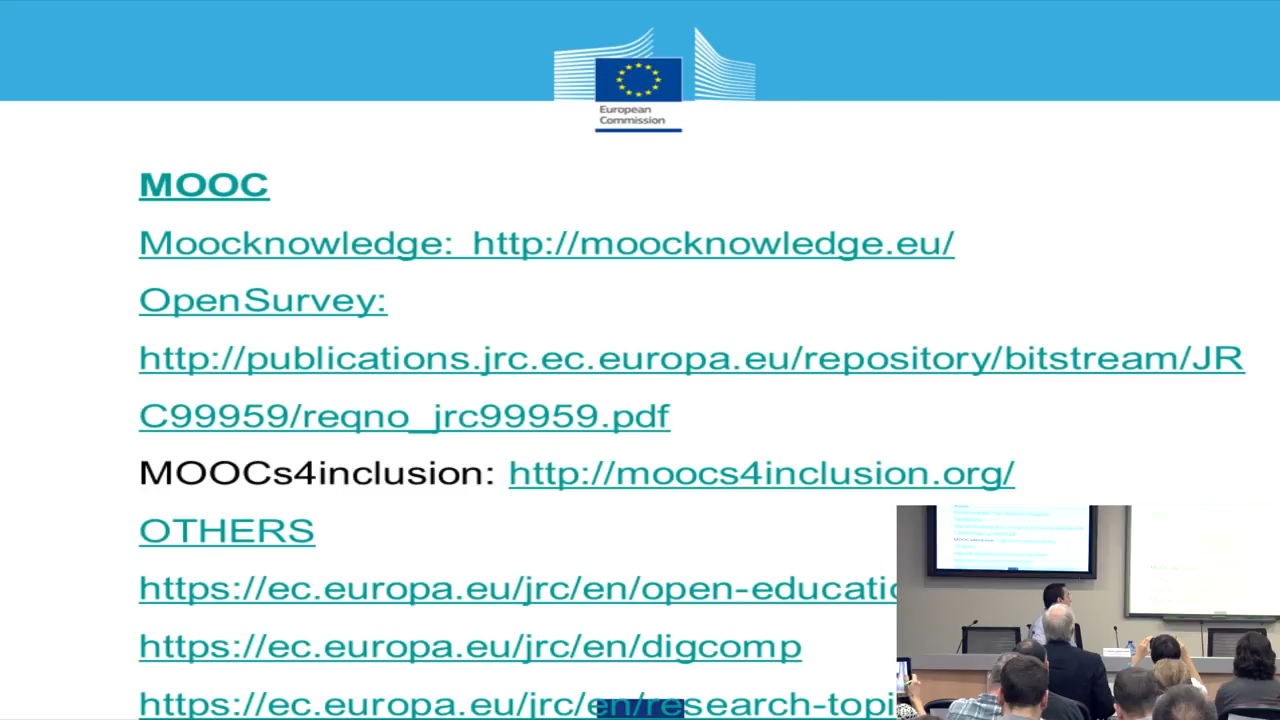 European
Commission
MOOC
Moocknowledge: http://moocknowledge.eu/
OpenSurvey:
http://publications.jrc.ec.europa.eu/repository/bitstream/JR
C99959/reqno_jrc99959.pdf
MOOCs4inclusion: http://moocs4inclusion.org/
OTHERS
https://ec.europa.eu/jrc/en/open-educatio
https://ec.europa.eu/jrc/en/digcomp
https://ec.europa.eu/jrc/en/research-topi